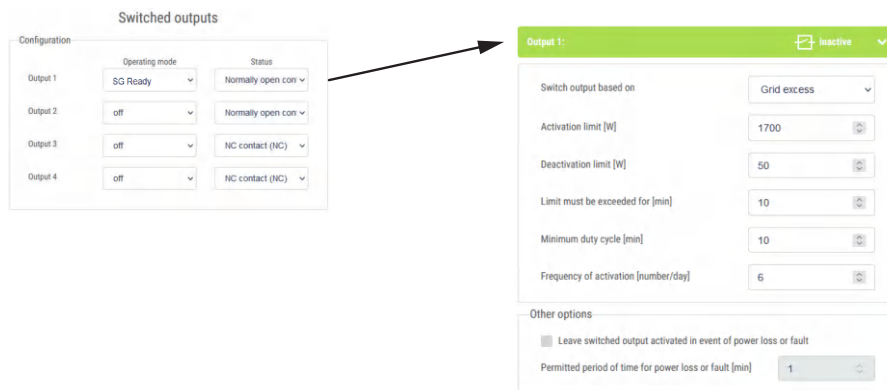 Switched outputs
Configuration
Operating mode Status
Output 1 SG Ready Normally open con
Output 2 off Normally open con
Output 3 off NC contact (NC)
Output 4 off NC contact (NC)
Output 1: Inactive
Switch output based on Grid excess
Activation limit [W] 1700
Deactivation limit [W] 50
Limit must be exceeded for [min] 10
Minimum duty cycle [min] 10
Frequency of activation [number/day] 6
Other options
Leave switched output activated in event of power loss or fault
Permitted period of time for power loss or fault [min] 1